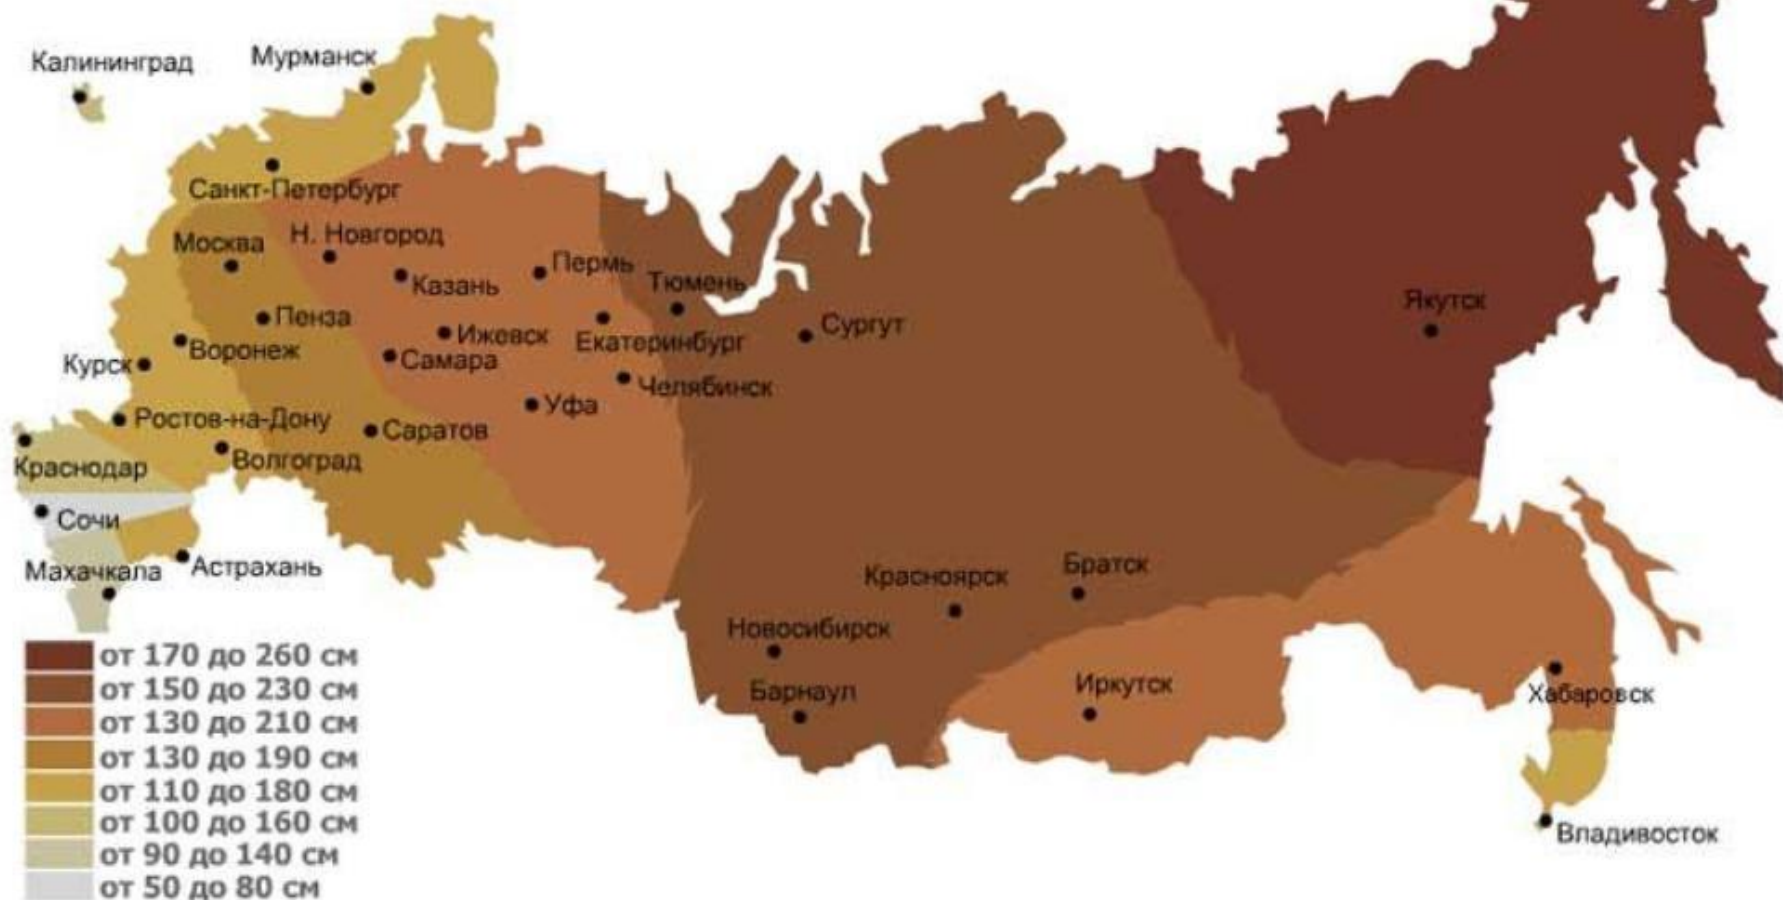 Калининград
Мурманск
Санкт-Петербург
Москва
Н. Новгород
Казань
Пермь
Тюмень
Пенза
Ижевск
Екатеринбург
Сургут
Якутск
Воронеж
Курск
Самара
Челябинск
Уфа
Ростов-на-Дону
Саратов
Волгоград
Краснодар
Сочи
Махачкала
Астрахань
Красноярск
Братск
Новосибирск
Барнаул
Иркутск
Хабаровск
Владивосток
от 170 до 260 см
от 150 до 230 см
от 130 до 210 см
от 130 до 190 см
от 110 до 180 см
от 100 до 160 см
от 90 до 140 см
от 50 до 80 см